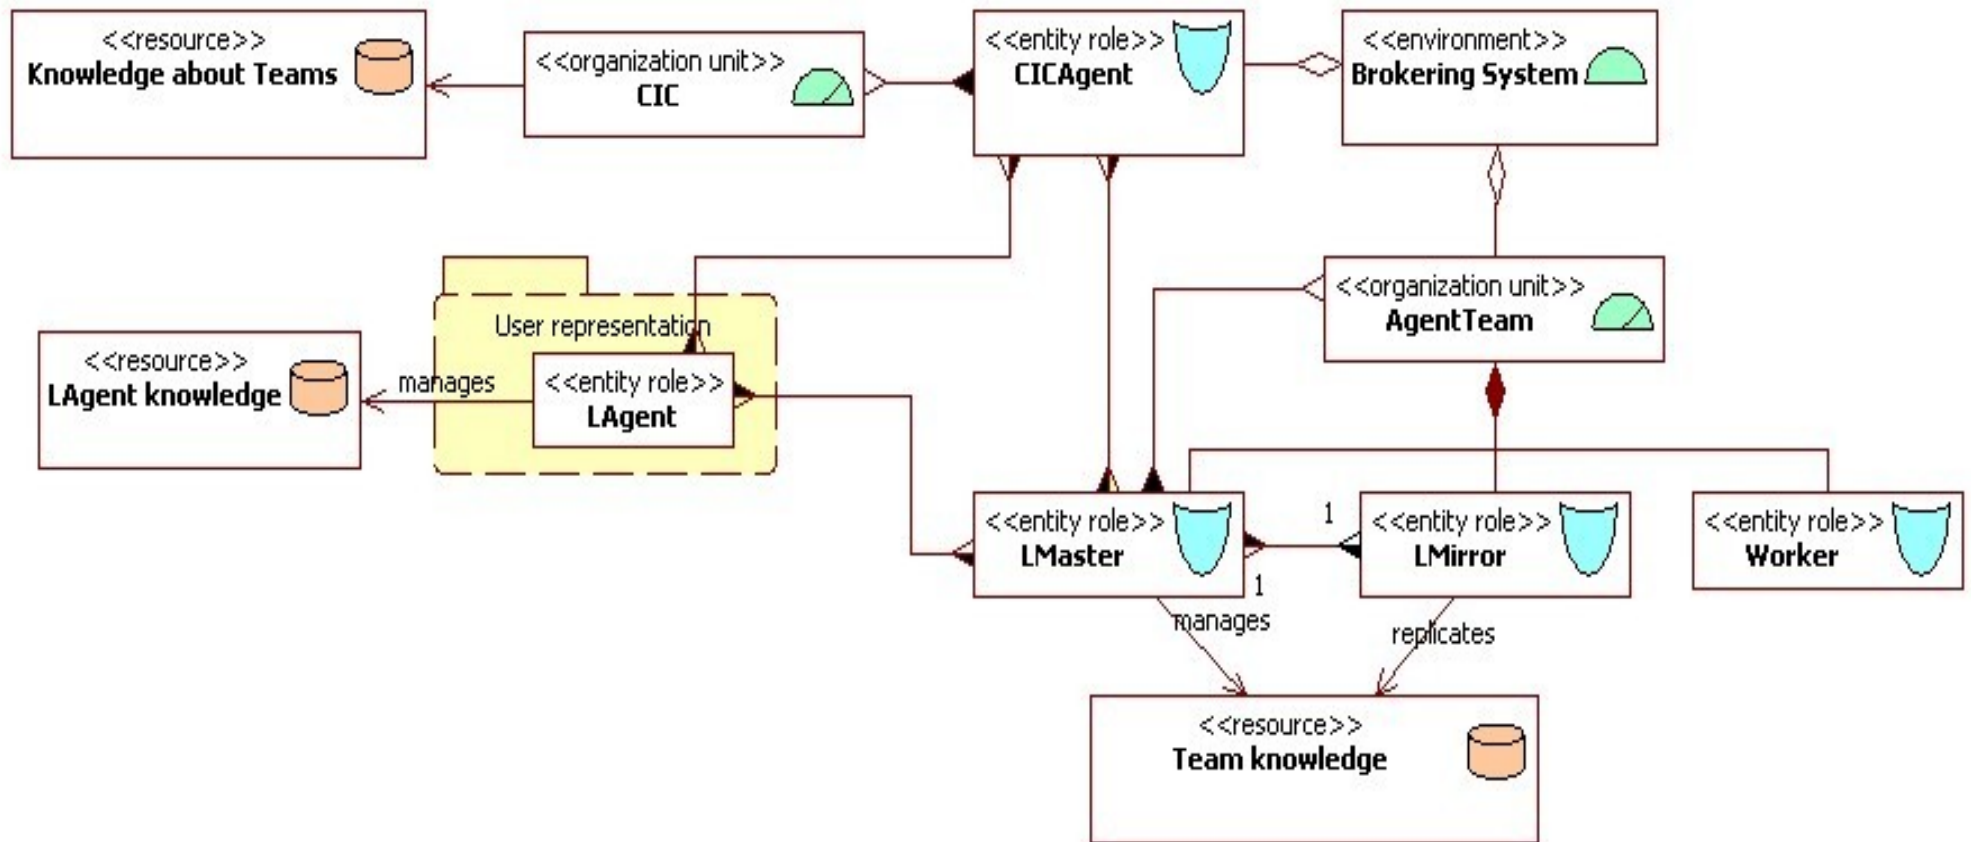 <<resource>>
Knowledge about Teams
<<organization unit>>
CIC
<<entity role>>
CICAgent
<<environment>>
Brokering System
<<organization unit>>
AgentTeam
User representation
<<resource>>
LAgent knowledge
manages
<<entity role>>
LAgent
<<entity role>>
LMaster
1
1
<<entity role>>
LMirror
<<entity role>>
Worker
manages
replicates
<<resource>>
Team knowledge